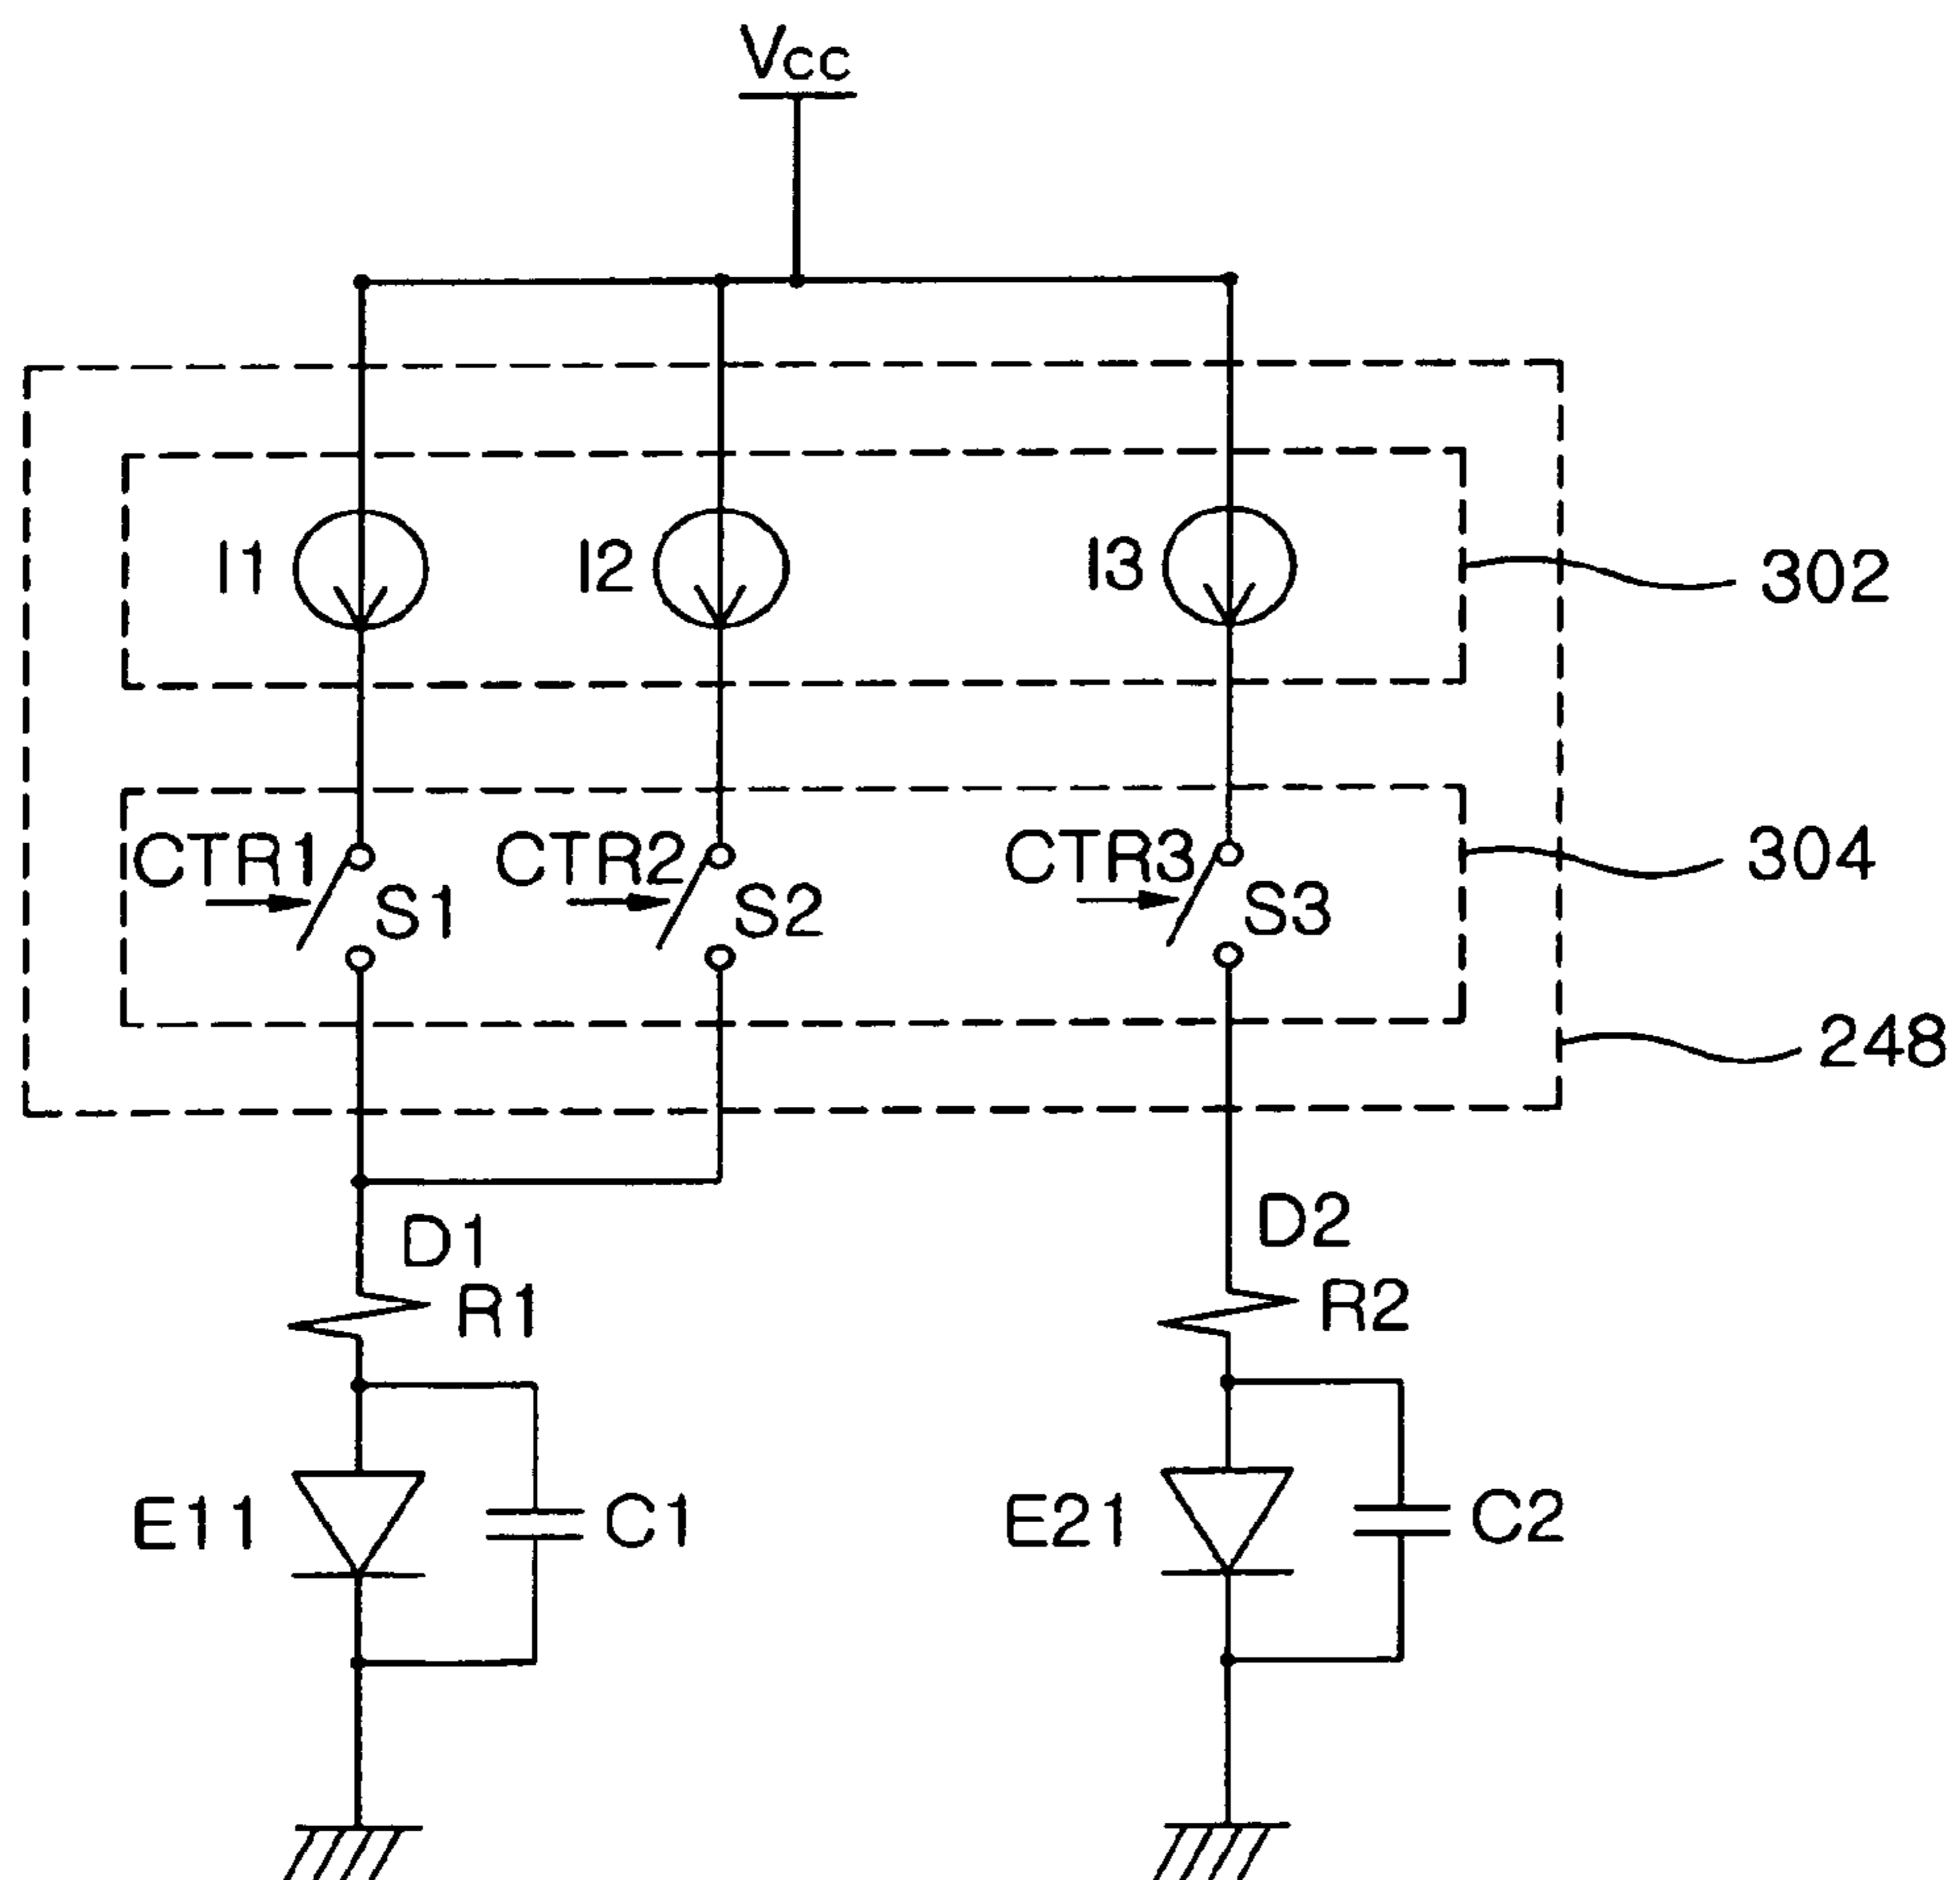 Vcc
I1
I2
I3
302
CTR1
CTR2
CTR3
304
S1
S2
S3
248
D1
D2
R1
R2
E11
C1
E21
C2